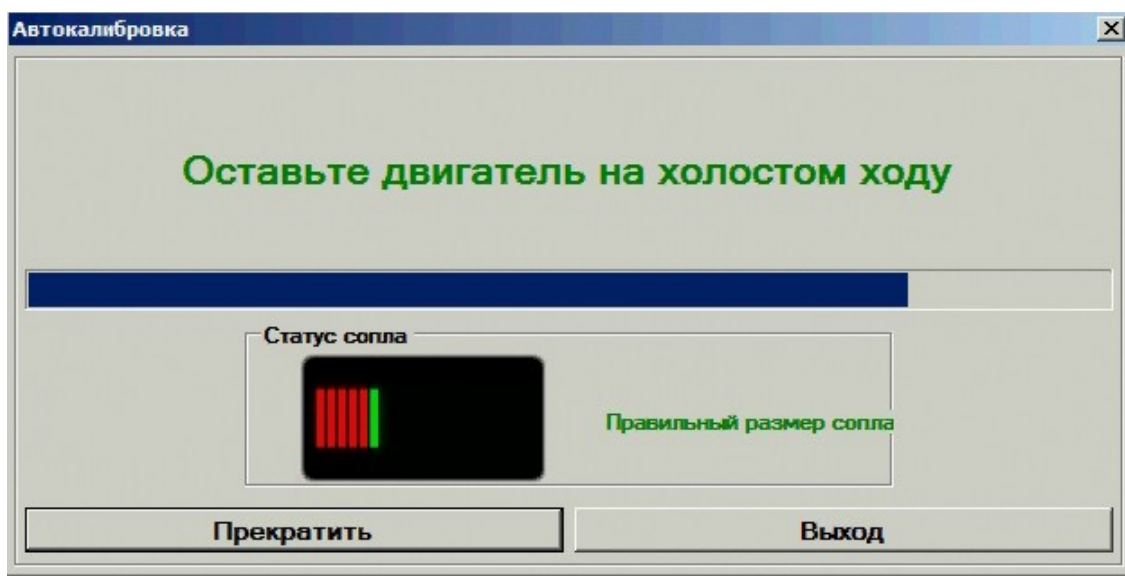 Автокалибровка
Оставьте двигатель на холостом ходу
Статус сопла
Правильный размер сопла
Прекратить
Выход